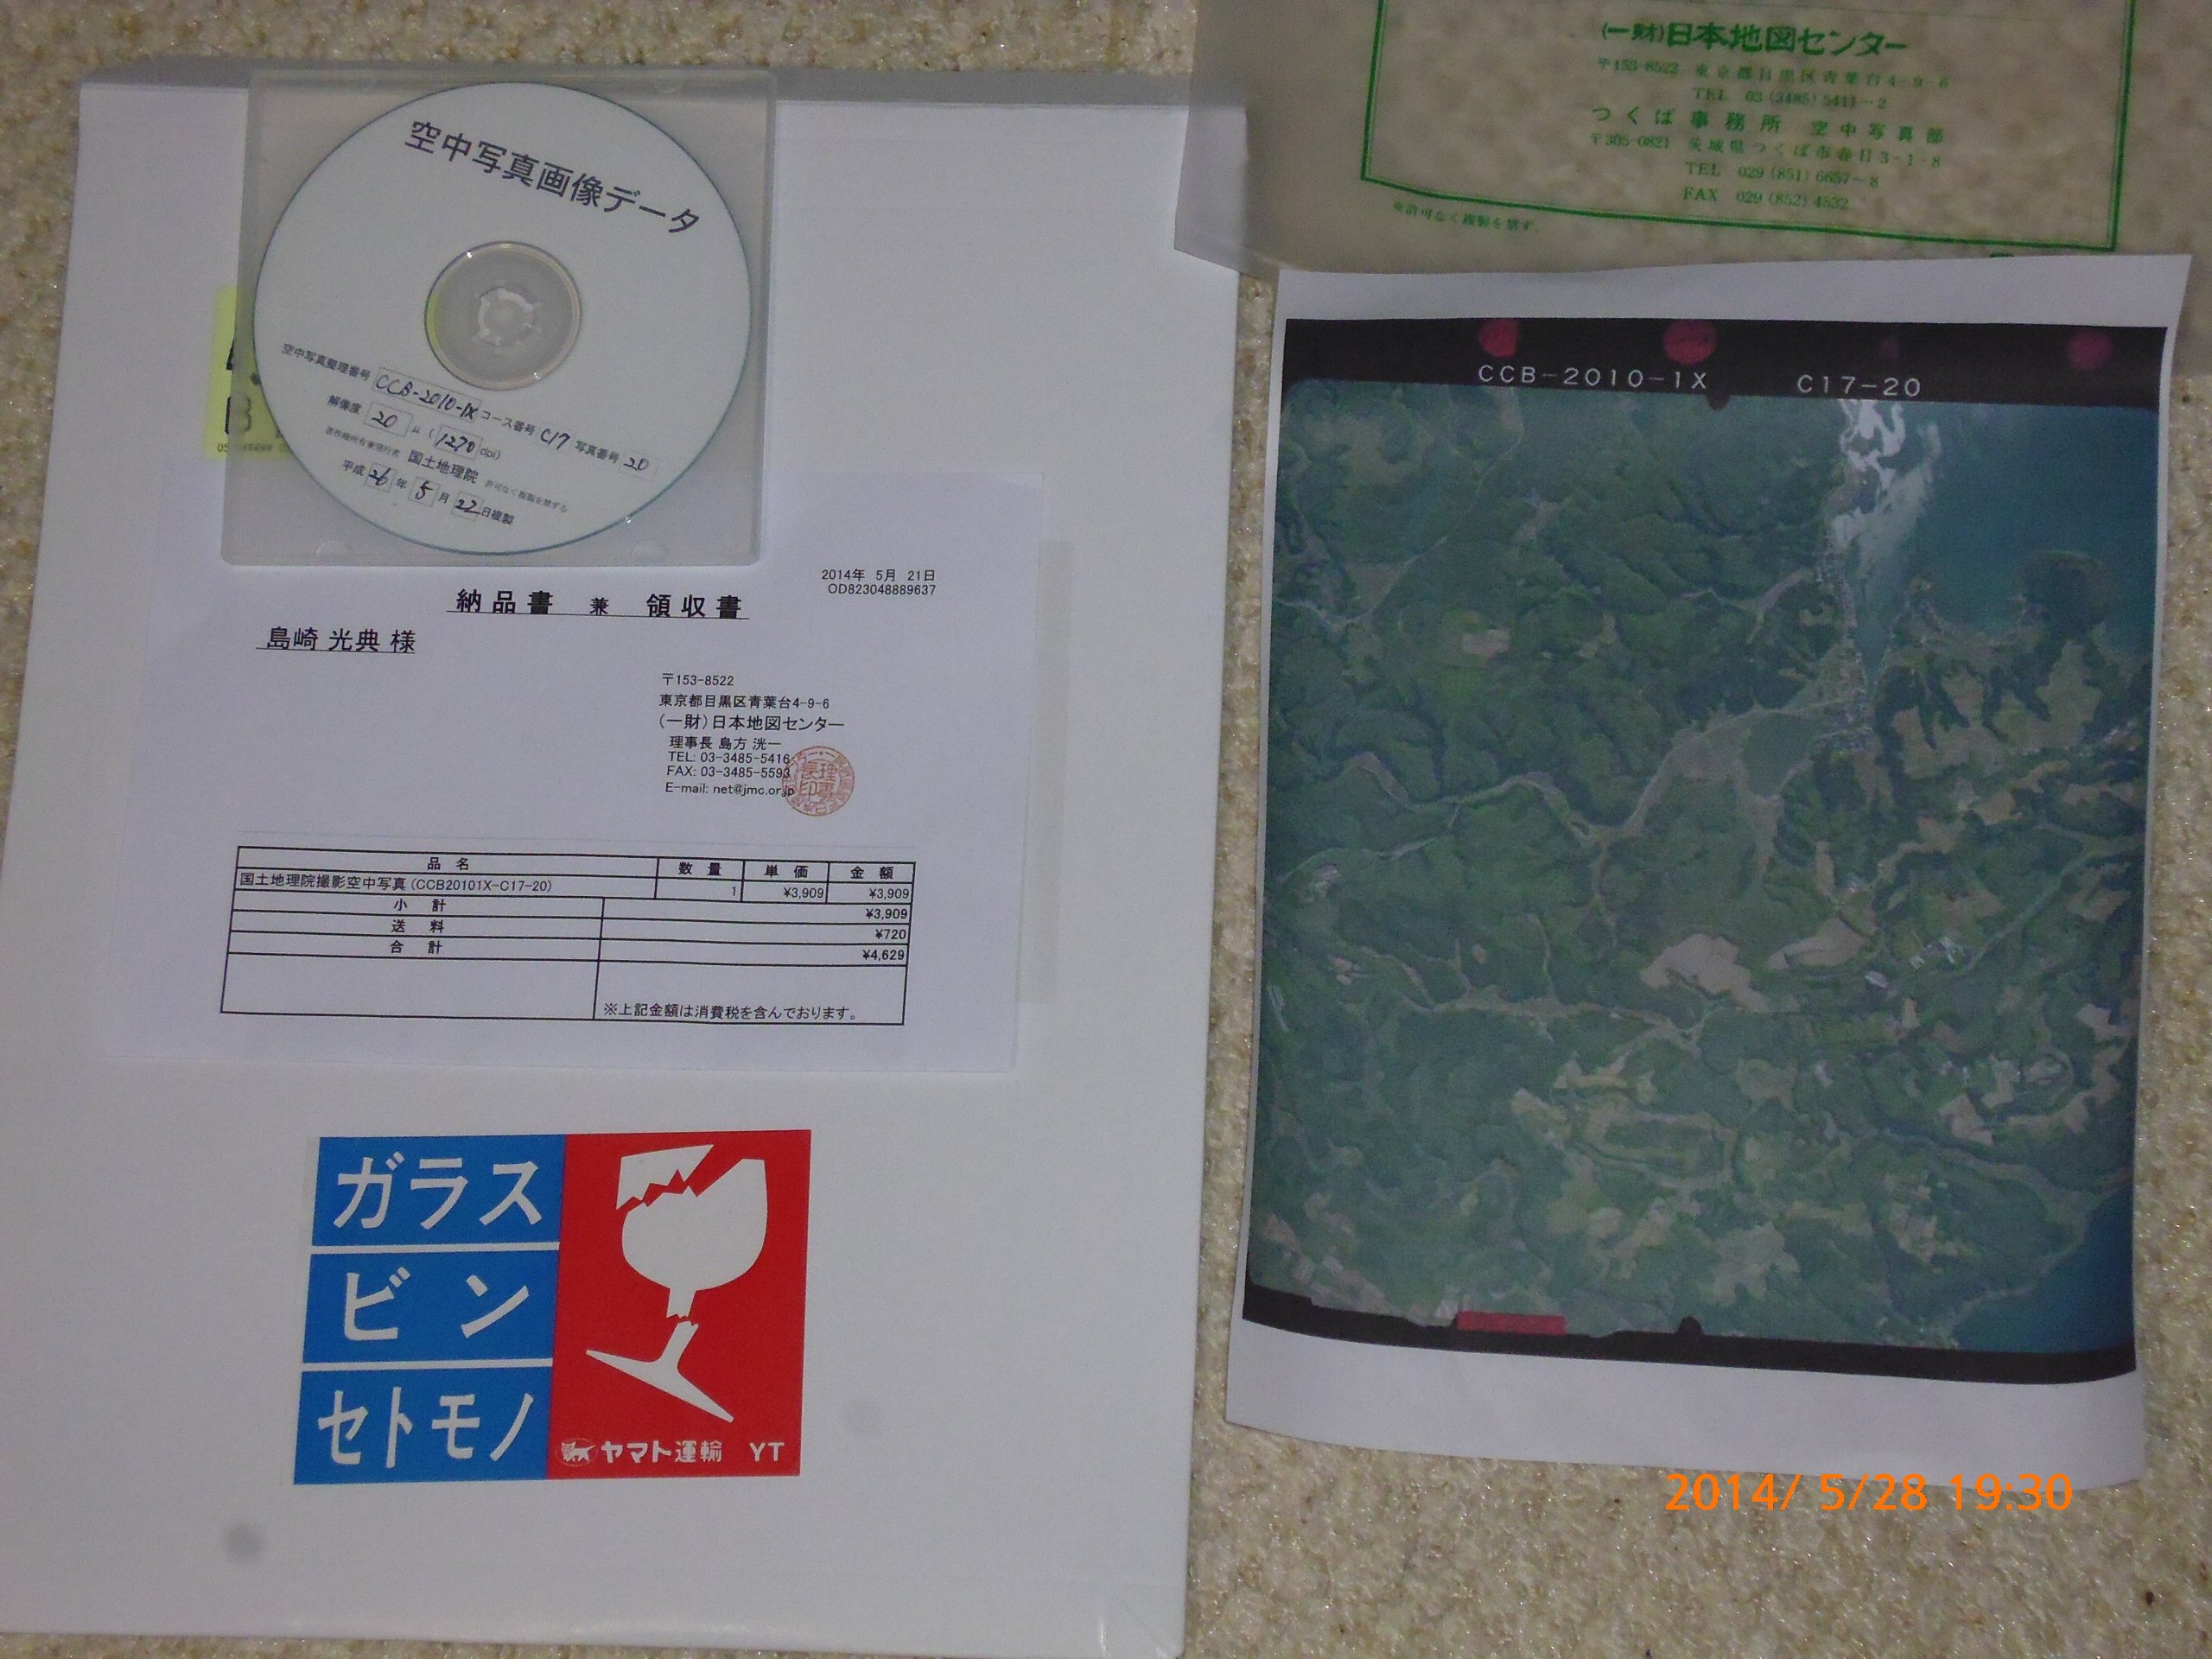 空中写真画像データ
空中写真整理番号 CCB-2010-1X コース番号 C17 写真番号 20
解像度 20 μ (1270 dpi)
国土地理院 許可なく複製を禁ずる
平成 26 年 5 月 22 日複製
2014年 5月 21日
OD823048889637
納品書 兼 領収書
島崎 光典 様
〒153-8522
東京都目黒区青葉台4-9-6
(一財)日本地図センター
理事長 島方 洸一
TEL: 03-3485-5416
FAX: 03-3485-5593
E-mail: net@jmc.or.jp
品名 数量 単価 金額
国土地理院撮影空中写真(CCB20101X-C17-20) 1 ¥3,909 ¥3,909
小計 ¥3,909
送料 ¥720
合計 ¥4,629
※上記金額は消費税を含んでおります。
ガラス
ビン
セトモノ
ヤマト運輸 YT
(一財)日本地図センター
〒153-8522 東京都目黒区青葉台4-9-6
TEL 03(3485)5411~2
つくば事務所 空中写真部
〒305-0821 茨城県つくば市春日3-1-8
TEL 029(851)6657~8
FAX 029(852)4532
※許可なく複製を禁ず。
CCB-2010-1X C17-20
2014/ 5/28 19:30